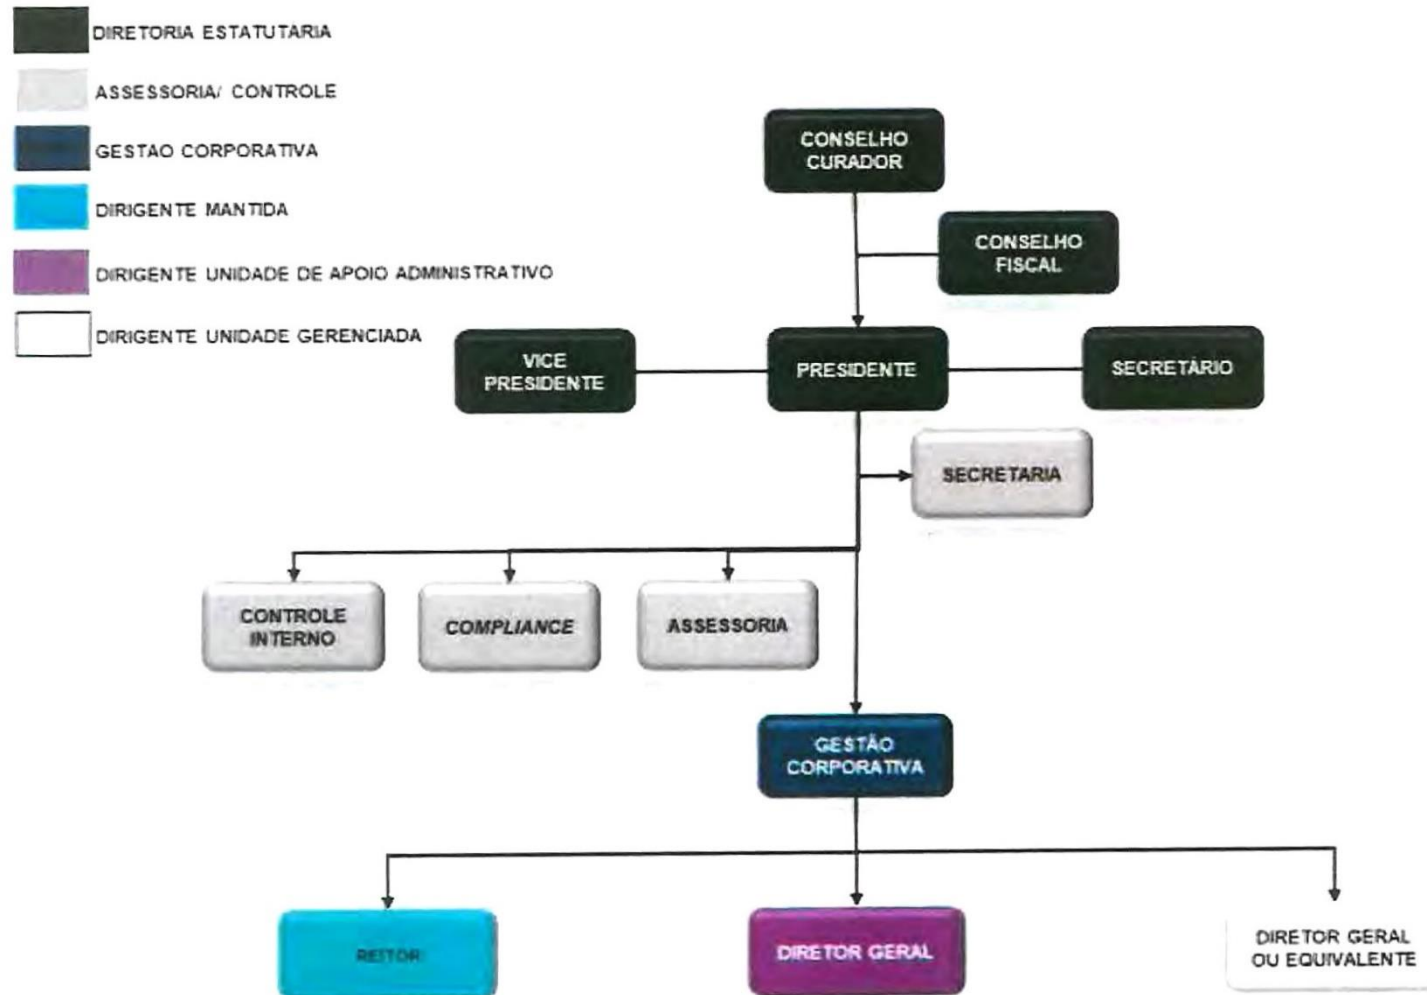 DIRETORIA ESTATUTARIA
ASSESSORIA/ CONTROLE
GESTAO CORPORATIVA
DIRIGENTE MANTIDA
DIRIGENTE UNIDADE DE APOIO ADMINISTRATIVO
DIRIGENTE UNIDADE GERENCIADA
CONSELHO
CURADOR
CONSELHO
FISCAL
VICE
PRESIDENTE
PRESIDENTE
SECRETÁRIO
SECRETARIA
CONTROLE
INTERNO
COMPLIANCE
ASSESSORIA
GESTÃO
CORPORATIVA
REITOR
DIRETOR GERAL
DIRETOR GERAL
OU EQUIVALENTE